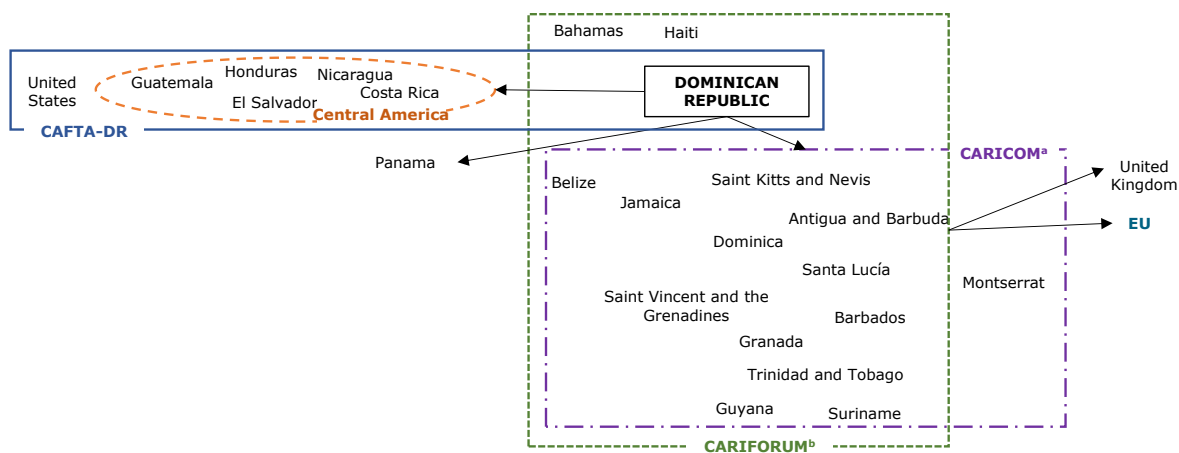 Bahamas
Haiti
United
States
Guatemala
Honduras
Nicaragua
Costa Rica
El Salvador
Central America
DOMINICAN
REPUBLIC
CAFTA-DR
Panama
CARICOMᵃ
United
Kingdom
EU
Belize
Saint Kitts and Nevis
Jamaica
Antigua and Barbuda
Dominica
Santa Lucía
Montserrat
Saint Vincent and the
Grenadines
Barbados
Granada
Trinidad and Tobago
Guyana
Suriname
CARIFORUMᵇ